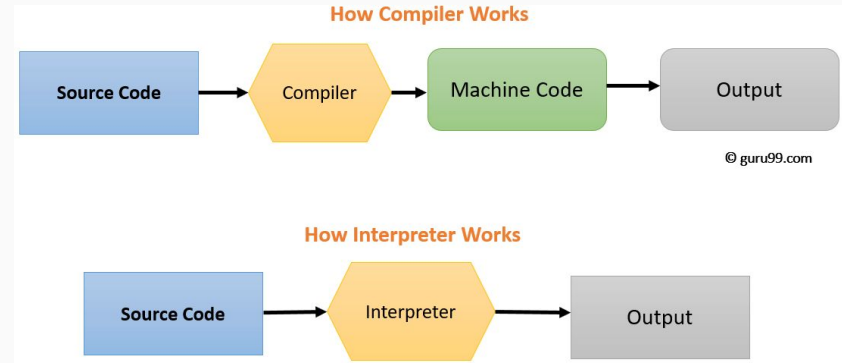 How Compiler Works
Source Code
Compiler
Machine Code
Output
© guru99.com
How Interpreter Works
Source Code
Interpreter
Output